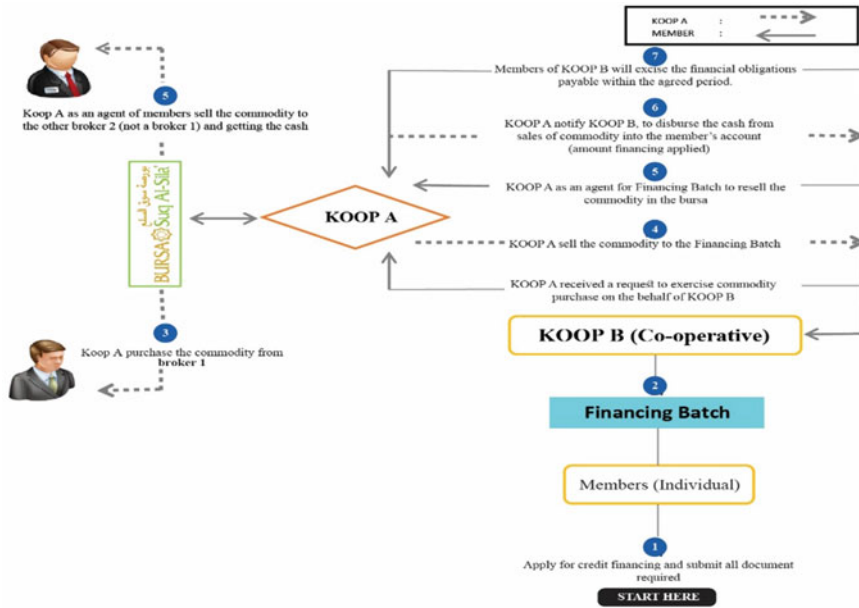 KOOP A :
MEMBER :
7
Members of KOOP B will excise the financial obligations
payable within the agreed period.
6
KOOP A notify KOOP B, to disburse the cash from
sales of commodity into the member's account
(amount financing applied)
5
KOOP A as an agent for Financing Batch to resell the
commodity in the bursa
4
KOOP A sell the commodity to the Financing Batch
KOOP A received a request to exercise commodity
purchase on the behalf of KOOP B
5
Koop A as an agent of members sell the commodity to
the other broker 2 (not a broker 1) and getting the cash
بورصة سوق السلع
BURSA Suq Al-Sila'
KOOP A
3
Koop A purchase the commodity from
broker 1
KOOP B (Co-operative)
2
Financing Batch
Members (Individual)
1
Apply for credit financing and submit all document
required
START HERE